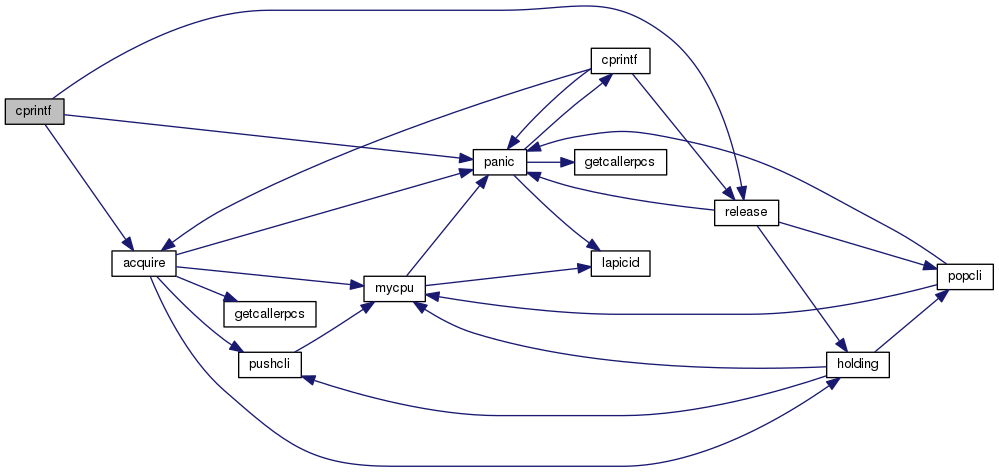 cprintf
cprintf
panic
getcallerpcs
release
acquire
lapicid
mycpu
popcli
getcallerpcs
pushcli
holding